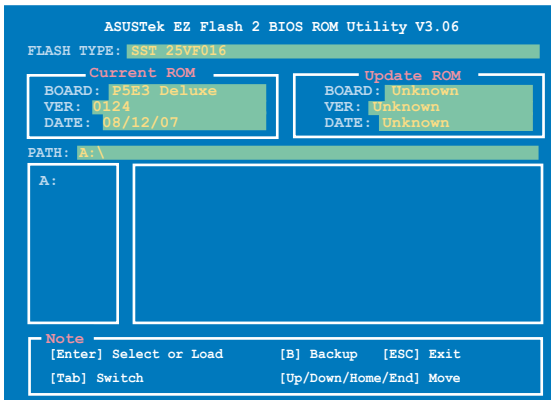 ASUSTek EZ Flash 2 BIOS ROM Utility V3.06
FLASH TYPE: SST 25VF016
Current ROM
BOARD: P5E3 Deluxe
VER: 0124
DATE: 08/12/07
Update ROM
BOARD: Unknown
VER: Unknown
DATE: Unknown
PATH: A:\
A:
Note
[Enter] Select or Load [B] Backup [ESC] Exit
[Tab] Switch [Up/Down/Home/End] Move